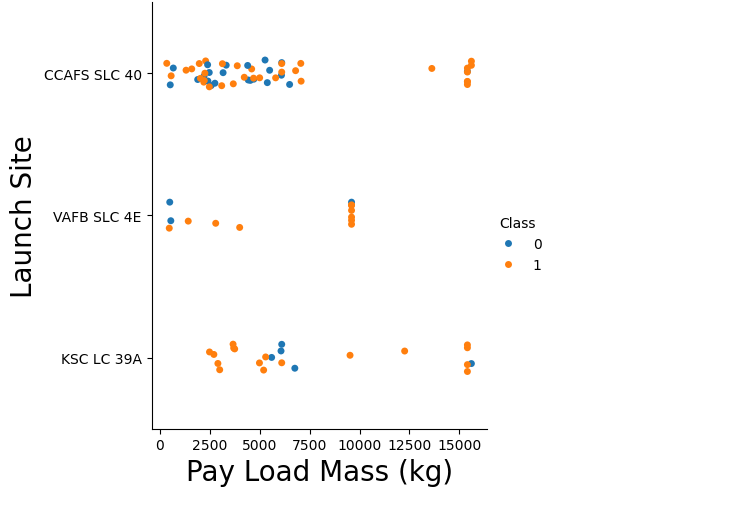 CCAFS SLC 40
VAFB SLC 4E
KSC LC 39A
Launch Site
0 2500 5000 7500 10000 12500 15000
Pay Load Mass (kg)
Class
0
1